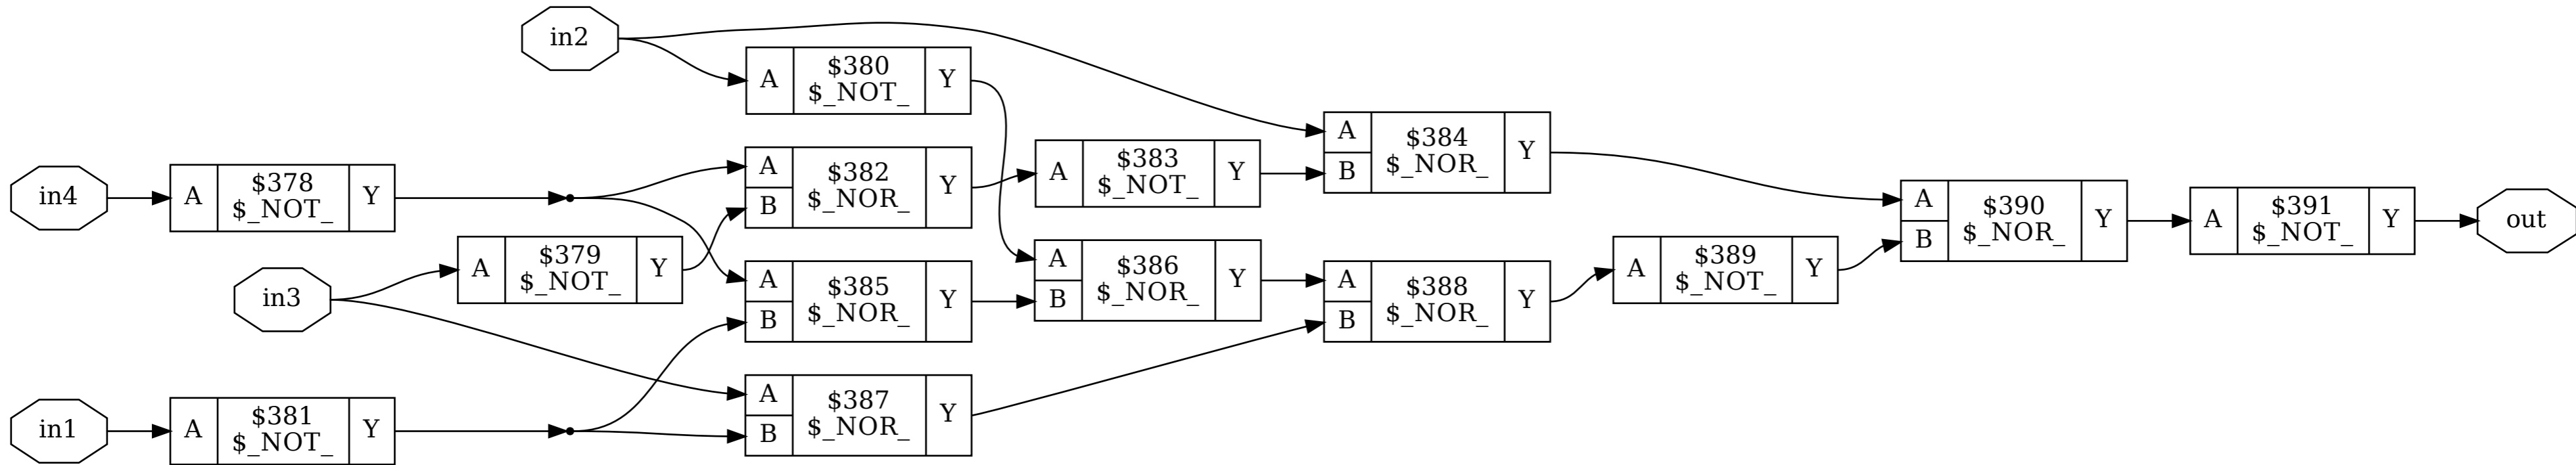 in2
A $380 $_NOT_ Y
in4
A $378 $_NOT_ Y
A B $382 $_NOR_ Y
A $383 $_NOT_ Y
A B $384 $_NOR_ Y
in3
A $379 $_NOT_ Y
A B $385 $_NOR_ Y
A B $386 $_NOR_ Y
A B $388 $_NOR_ Y
A $389 $_NOT_ Y
A B $390 $_NOR_ Y
A $391 $_NOT_ Y
out
in1
A $381 $_NOT_ Y
A B $387 $_NOR_ Y